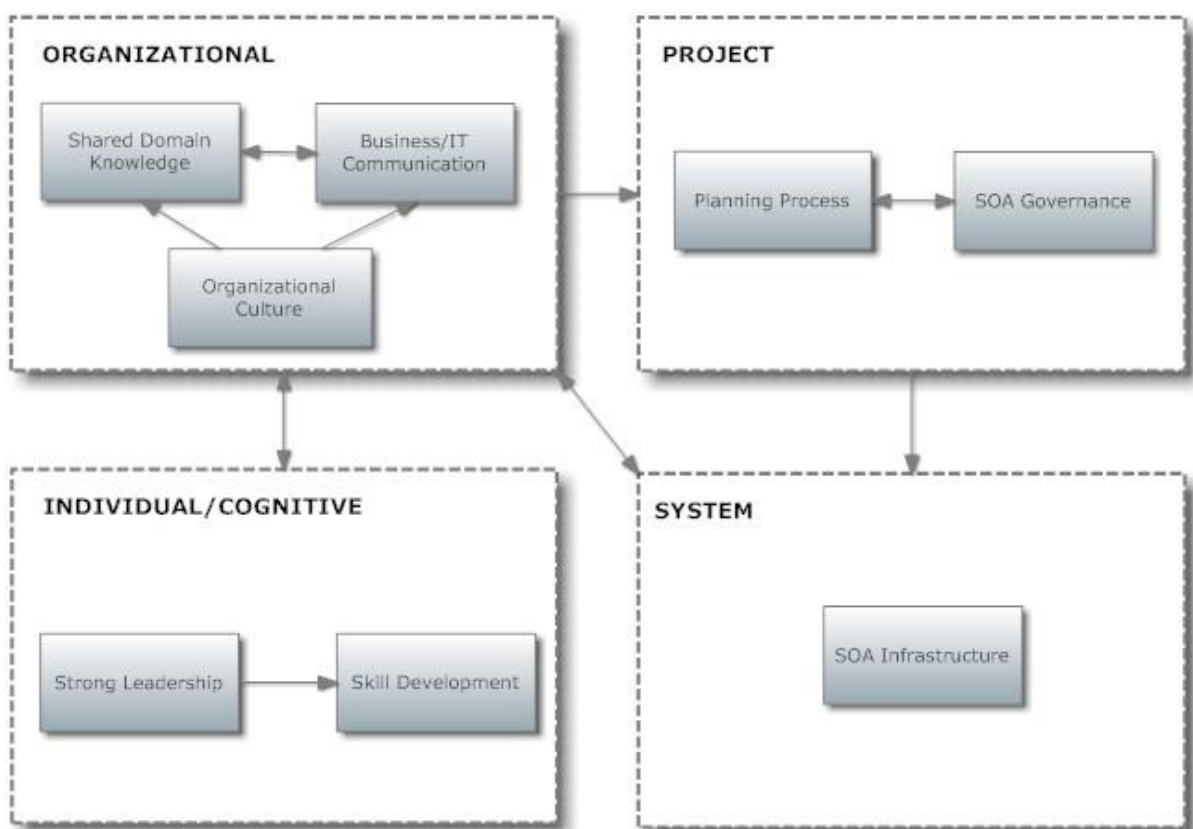 ORGANIZATIONAL
Shared Domain
Knowledge
Business/IT
Communication
Organizational
Culture
PROJECT
Planning Process
SOA Governance
INDIVIDUAL/COGNITIVE
Strong Leadership
Skill Development
SYSTEM
SOA Infrastructure